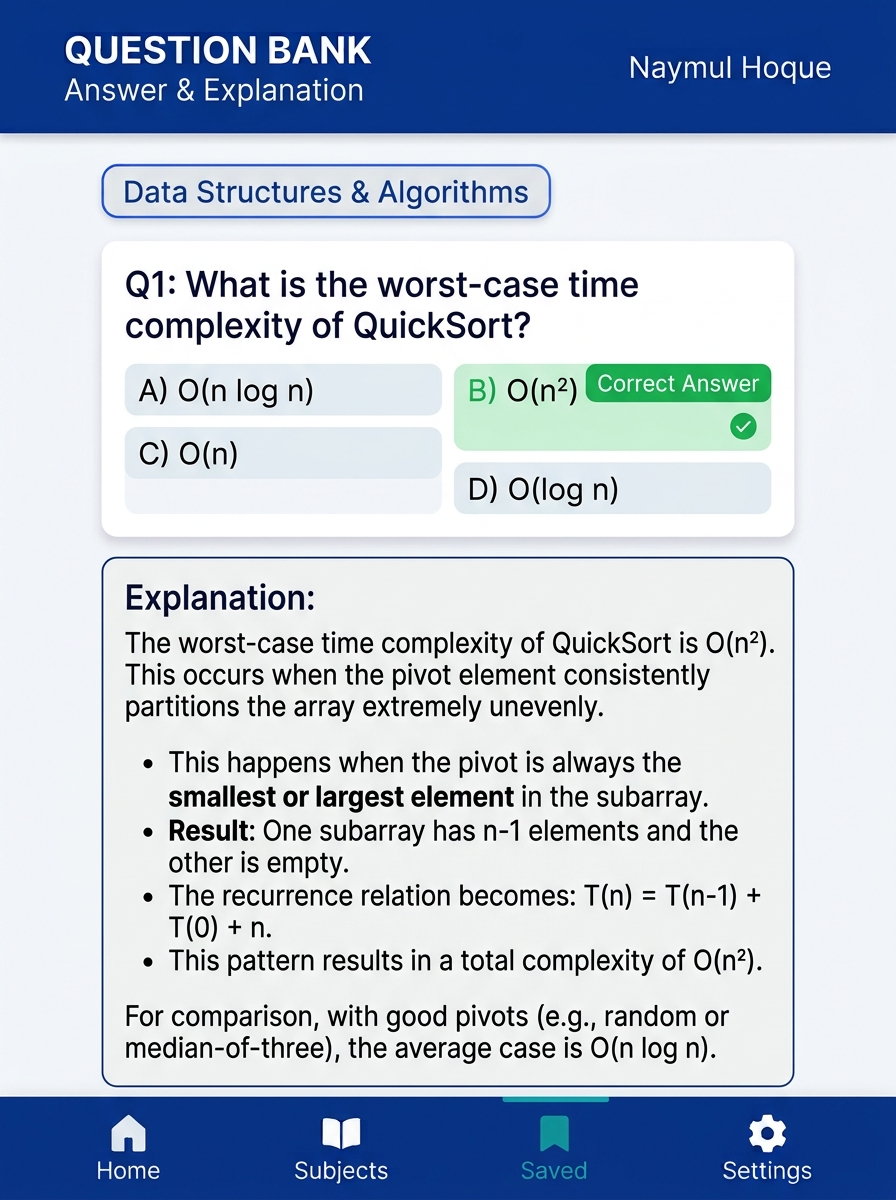 QUESTION BANK
Answer & Explanation
Naymul Hoque
Data Structures & Algorithms
Q1: What is the worst-case time
complexity of QuickSort?
A) O(n log n)
B) O(n²)
Correct Answer
C) O(n)
D) O(log n)
Explanation:
The worst-case time complexity of QuickSort is O(n²).
This occurs when the pivot element consistently
partitions the array extremely unevenly.
• This happens when the pivot is always the
smallest or largest element in the subarray.
• Result: One subarray has n-1 elements and the
other is empty.
• The recurrence relation becomes: T(n) = T(n-1) +
T(0) + n.
• This pattern results in a total complexity of O(n²).
For comparison, with good pivots (e.g., random or
median-of-three), the average case is O(n log n).
Home
Subjects
Saved
Settings